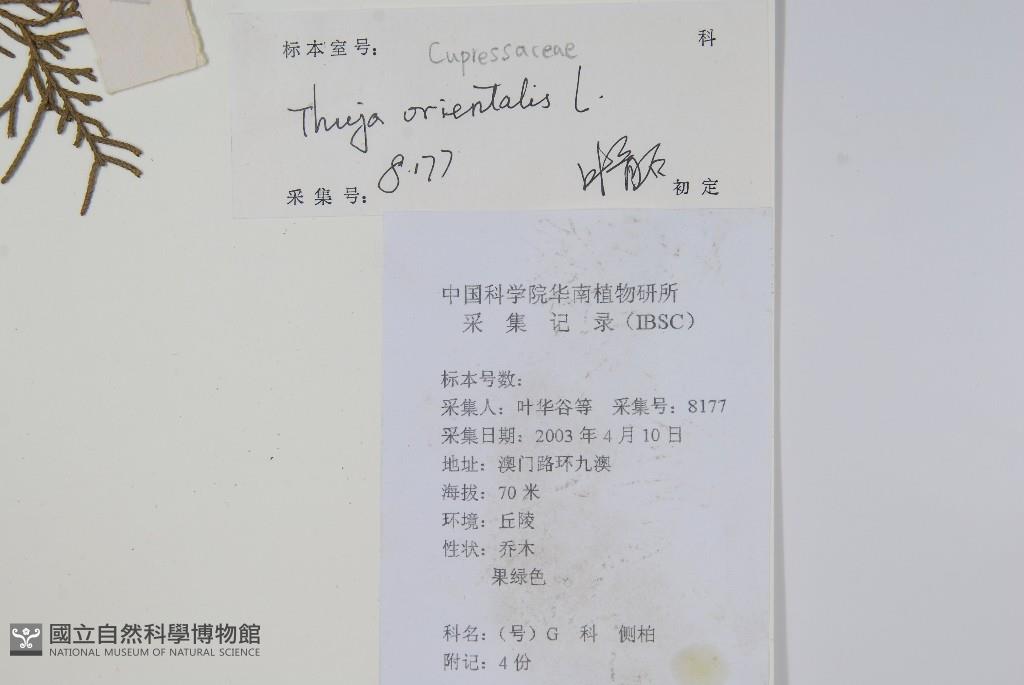 标本室号: Cupressaceae 科
Thuja orientalis L.
8177
采集号: 初定
中国科学院华南植物研所
采 集 记 录（IBSC）
标本号数:
采集人: 叶华谷等 采集号: 8177
采集日期: 2003 年 4 月 10 日
地址: 澳门路环九澳
海拔: 70 米
环境: 丘陵
性状: 乔木
果绿色
科名:（号）G 科 侧柏
附记: 4 份
國立自然科學博物館
NATIONAL MUSEUM OF NATURAL SCIENCE